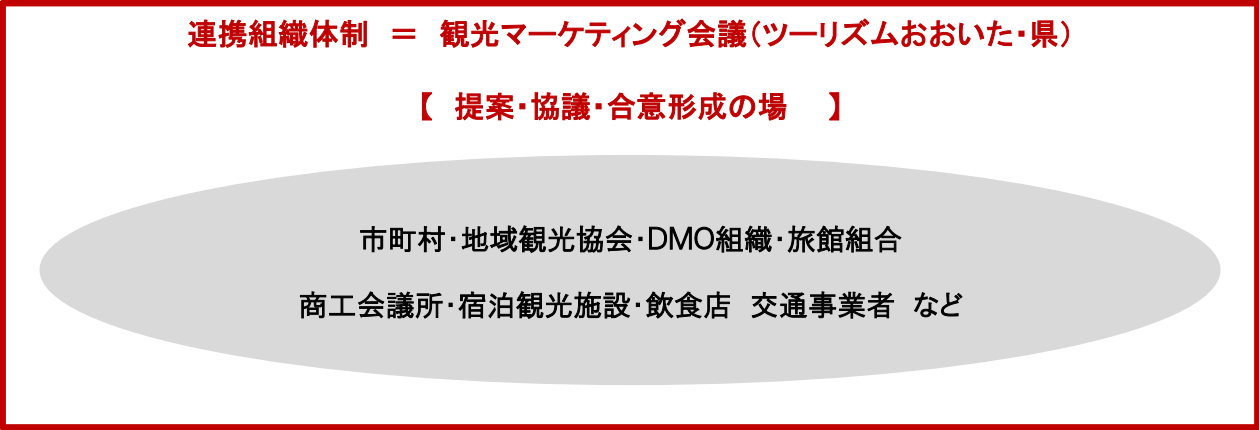 連携組織体制　＝　観光マーケティング会議（ツーリズムおおいた・県）
【　提案・協議・合意形成の場　】
市町村・地域観光協会・DMO組織・旅館組合
商工会議所・宿泊観光施設・飲食店　交通事業者　など